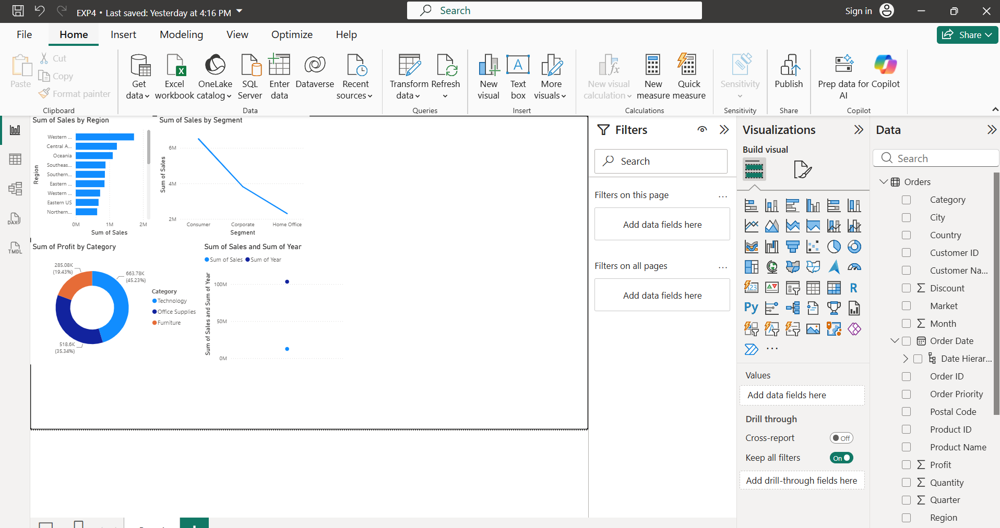 EXP4 • Last saved: Yesterday at 4:16 PM
Search
Sign in
File
Home
Insert
Modeling
View
Optimize
Help
Share
Paste
Cut
Copy
Format painter
Clipboard
Get data
Excel workbook
OneLake catalog
SQL Server
Enter data
Dataverse
Recent sources
Data
Transform data
Refresh
Queries
New visual
Text box
More visuals
Insert
New visual calculation
New measure
Quick measure
Calculations
Sensitivity
Sensitivity
Publish
Share
Prep data for AI
Copilot
Copilot
DAX
TMDL
Sum of Sales by Region
Region
Western ...
Central A...
Oceania
Southeas...
Southern...
Eastern ...
Western ...
Eastern US
Northern...
0M
1M
2M
Sum of Sales
Sum of Sales by Segment
Sum of Sales
6M
4M
2M
Consumer
Corporate
Home Office
Segment
Sum of Profit by Category
285.08K
(19.43%)
663.78K
(45.23%)
518.6K
(35.34%)
Category
Technology
Office Supplies
Furniture
Sum of Sales and Sum of Year
Sum of Sales
Sum of Year
Sum of Sales and Sum of Year
100M
50M
0M
Filters
Search
Filters on this page
...
Add data fields here
Filters on all pages
...
Add data fields here
Visualizations
Build visual
123
R
Py
...
Values
Add data fields here
Drill through
Cross-report
Off
Keep all filters
On
Add drill-through fields here
Data
Search
Orders
Category
City
Country
Customer ID
Customer Na...
Discount
Market
Month
Order Date
Date Hierar...
Order ID
Order Priority
Postal Code
Product ID
Product Name
Profit
Quantity
Quarter
Region